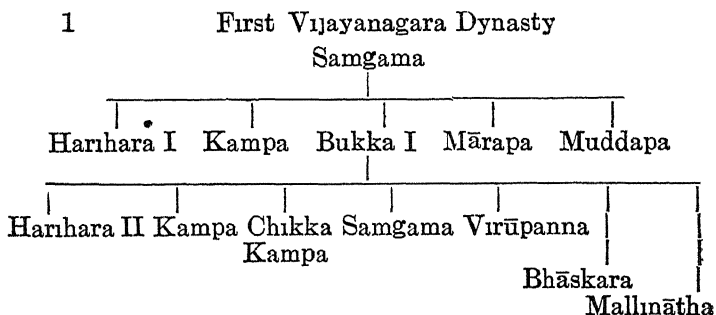 1 First Vijayanagara Dynasty
Samgama
Harihara I Kampa Bukka I Mārapa Muddapa
Harihara II Kampa Chikka Samgama Virūpanna
Kampa
Bhāskara
Mallinātha